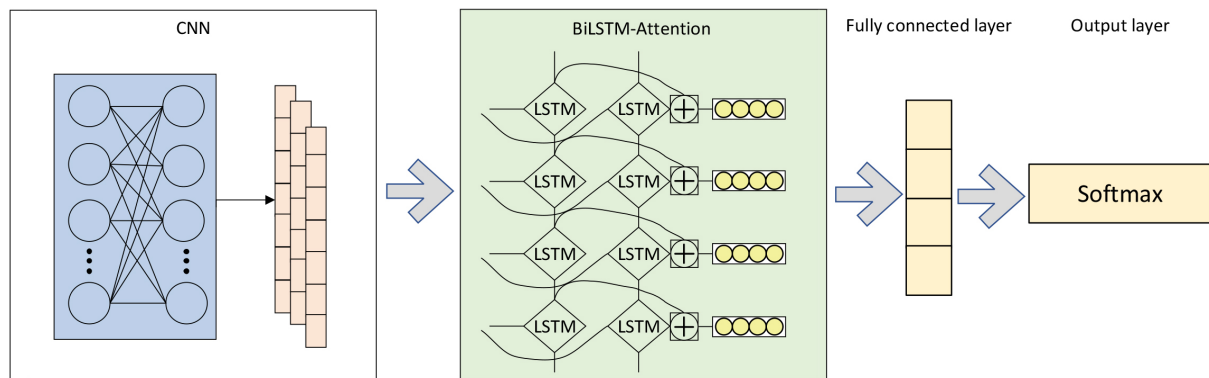 CNN
BiLSTM-Attention
Fully connected layer
Output layer
LSTM LSTM
LSTM LSTM
LSTM LSTM
LSTM LSTM
Softmax